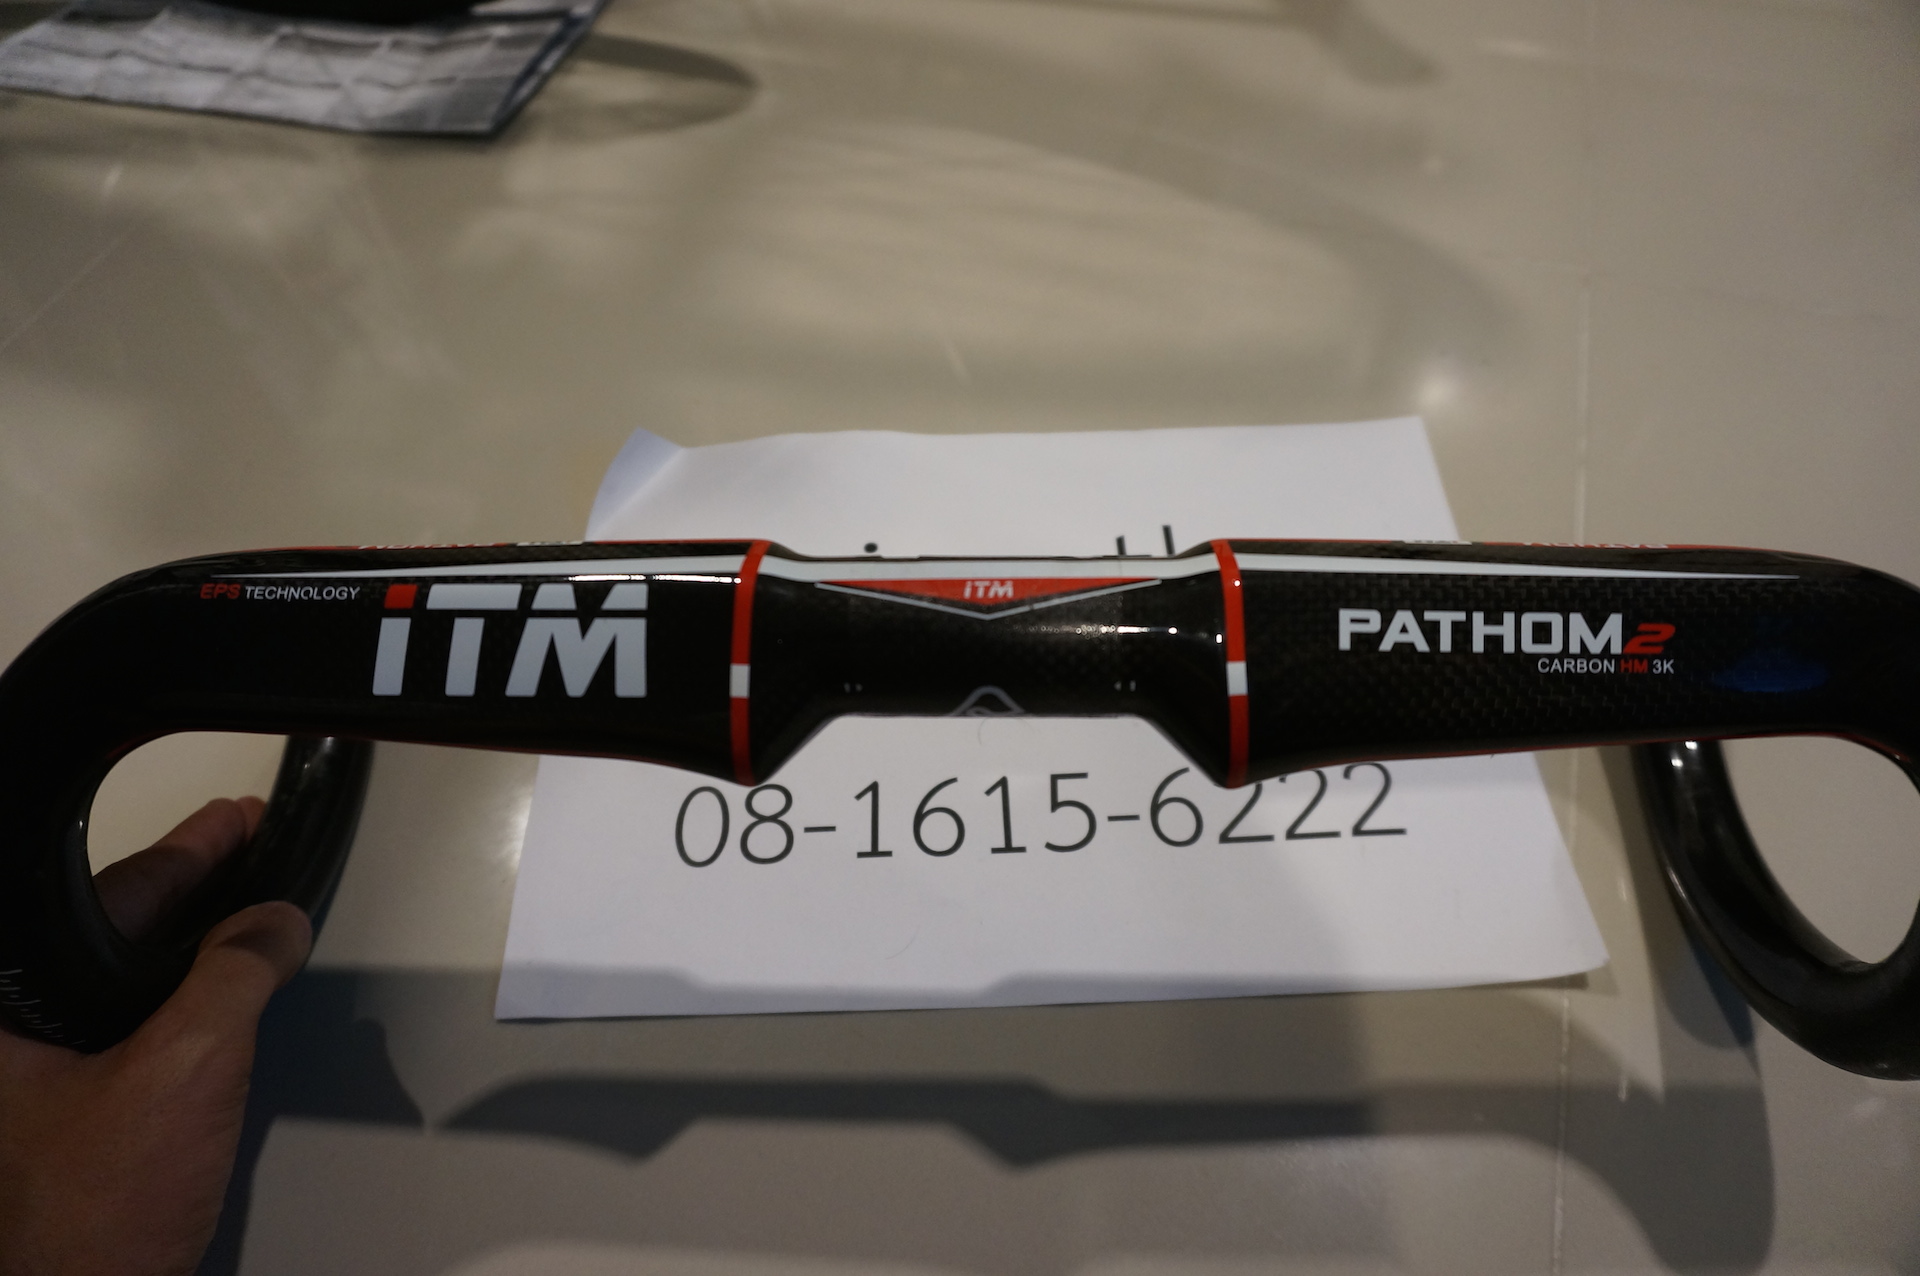 EPS TECHNOLOGY
iTM
iTM
PATHOM2
CARBON HM 3K
08-1615-6222